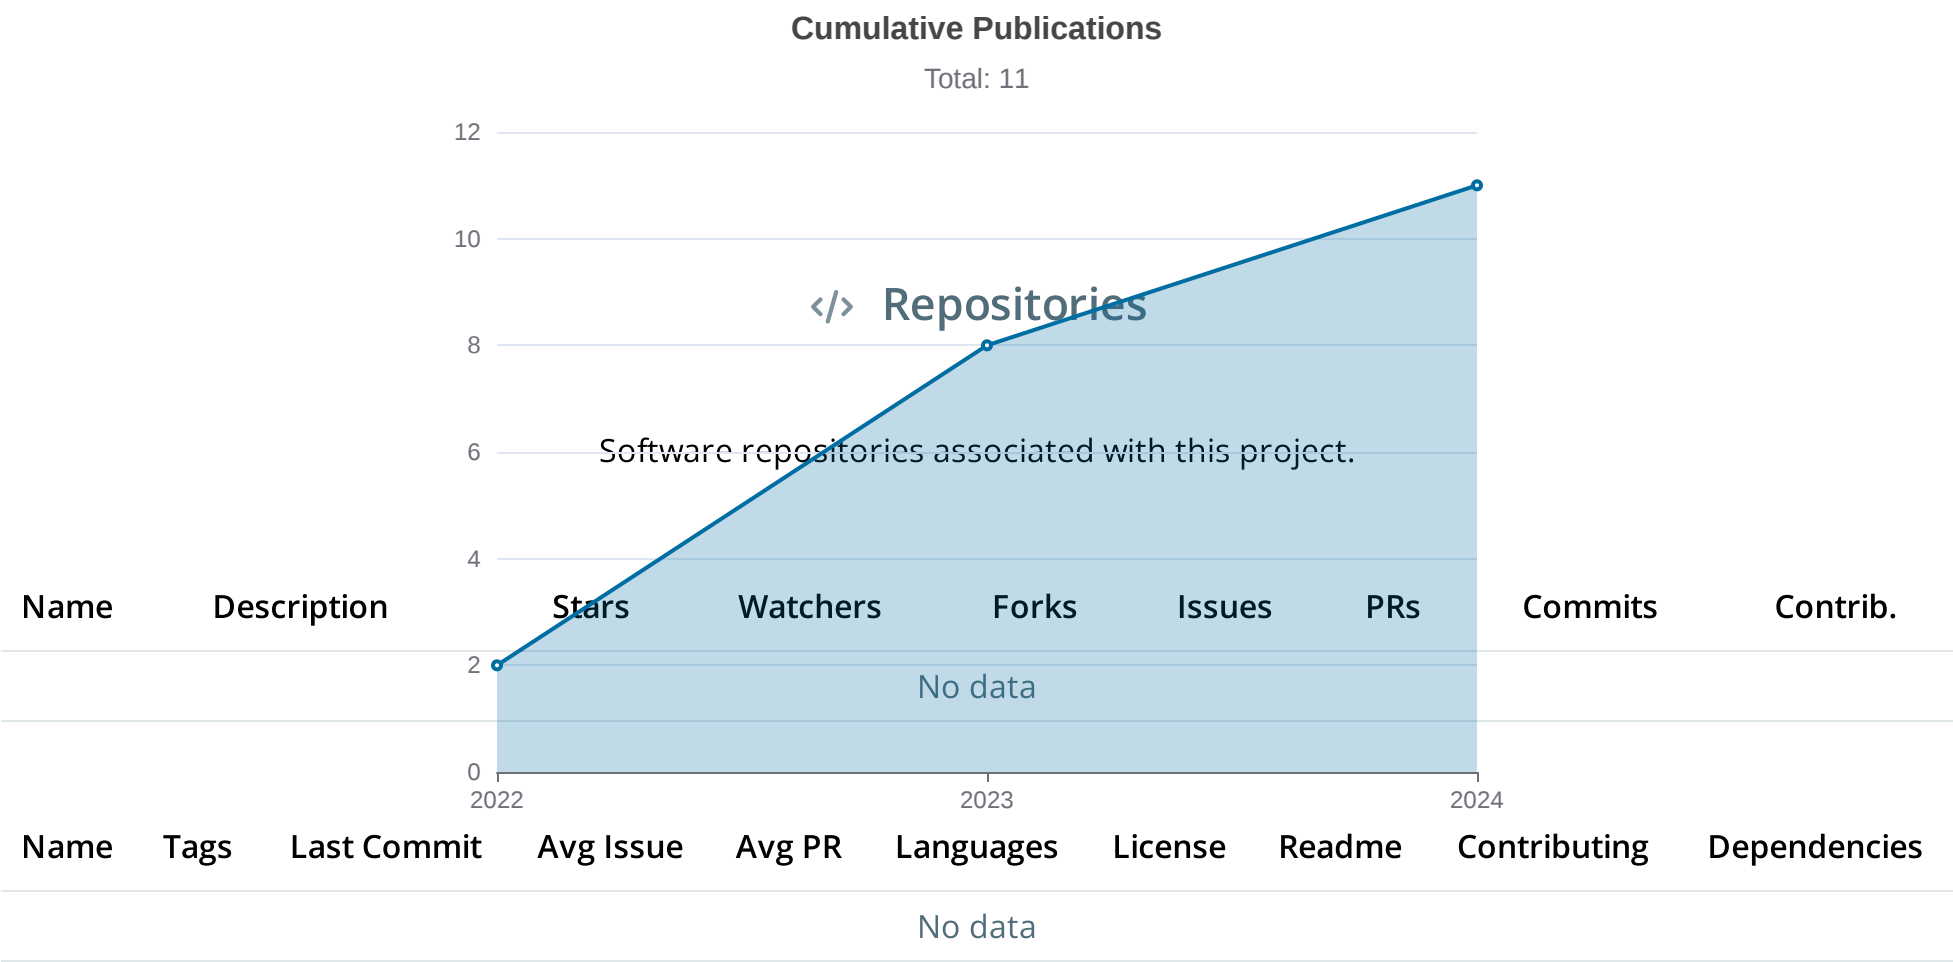 Cumulative Publications
Total: 11
12
10
</> Repositories
8
6
Software repositories associated with this project.
4
Name Description Stars Watchers Forks Issues PRs Commits Contrib.
2
No data
0
2022 2023 2024
Name Tags Last Commit Avg Issue Avg PR Languages License Readme Contributing Dependencies
No data